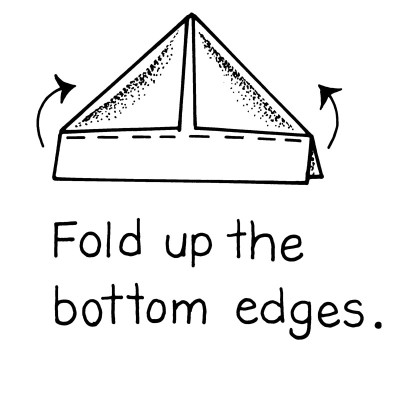 Fold up the
bottom edges.